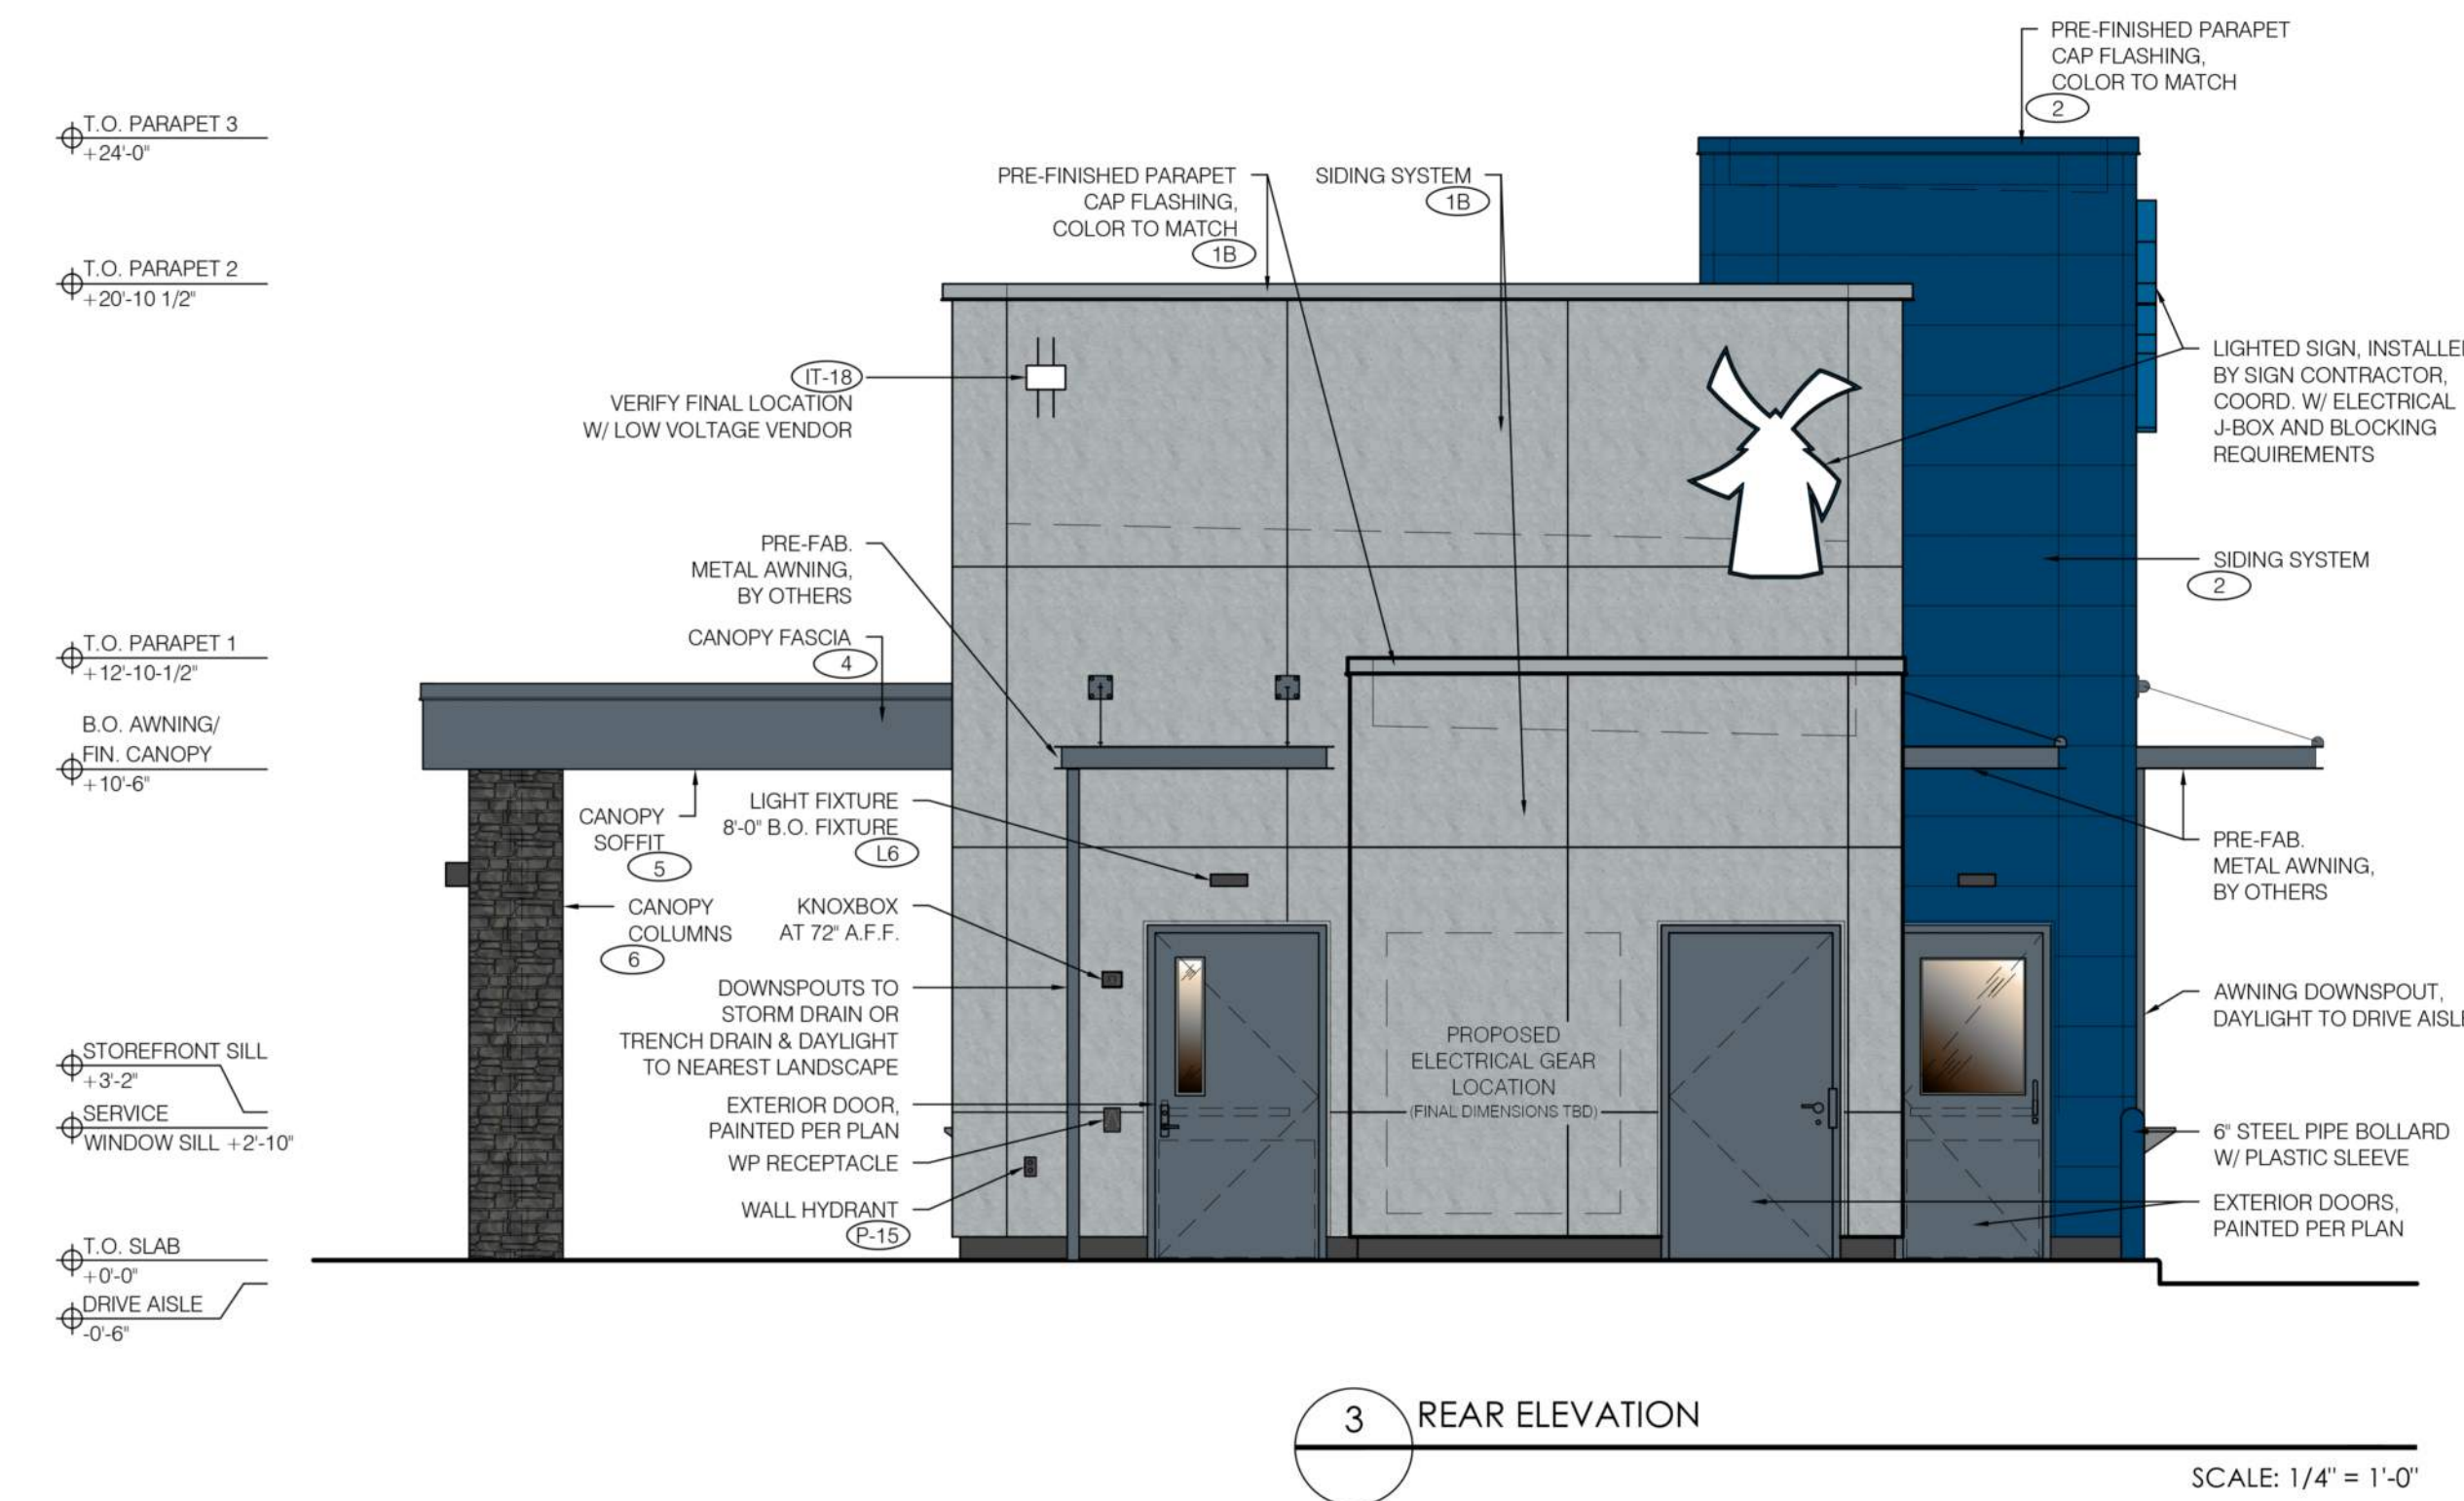 PRE-FINISHED PARAPET
CAP FLASHING,
COLOR TO MATCH
2
T.O. PARAPET 3
+24'-0"
PRE-FINISHED PARAPET
CAP FLASHING,
COLOR TO MATCH
1B
SIDING SYSTEM
1B
T.O. PARAPET 2
+20'-10 1/2"
IT-18
VERIFY FINAL LOCATION
W/ LOW VOLTAGE VENDOR
LIGHTED SIGN, INSTALLE
BY SIGN CONTRACTOR,
COORD. W/ ELECTRICAL
J-BOX AND BLOCKING
REQUIREMENTS
PRE-FAB.
METAL AWNING,
BY OTHERS
SIDING SYSTEM
2
T.O. PARAPET 1
+12'-10-1/2"
CANOPY FASCIA
4
B.O. AWNING/
FIN. CANOPY
+10'-6"
CANOPY
SOFFIT
5
LIGHT FIXTURE
8'-0" B.O. FIXTURE
L6
PRE-FAB.
METAL AWNING,
BY OTHERS
CANOPY
COLUMNS
6
KNOXBOX
AT 72" A.F.F.
DOWNSPOUTS TO
STORM DRAIN OR
TRENCH DRAIN & DAYLIGHT
TO NEAREST LANDSCAPE
AWNING DOWNSPOUT,
DAYLIGHT TO DRIVE AISL
PROPOSED
ELECTRICAL GEAR
LOCATION
(FINAL DIMENSIONS TBD)
STOREFRONT SILL
+3'-2"
SERVICE
WINDOW SILL +2'-10"
EXTERIOR DOOR,
PAINTED PER PLAN
WP RECEPTACLE
6" STEEL PIPE BOLLARD
W/ PLASTIC SLEEVE
WALL HYDRANT
P-15
EXTERIOR DOORS,
PAINTED PER PLAN
T.O. SLAB
+0'-0"
DRIVE AISLE
-0'-6"
3
REAR ELEVATION
SCALE: 1/4" = 1'-0"